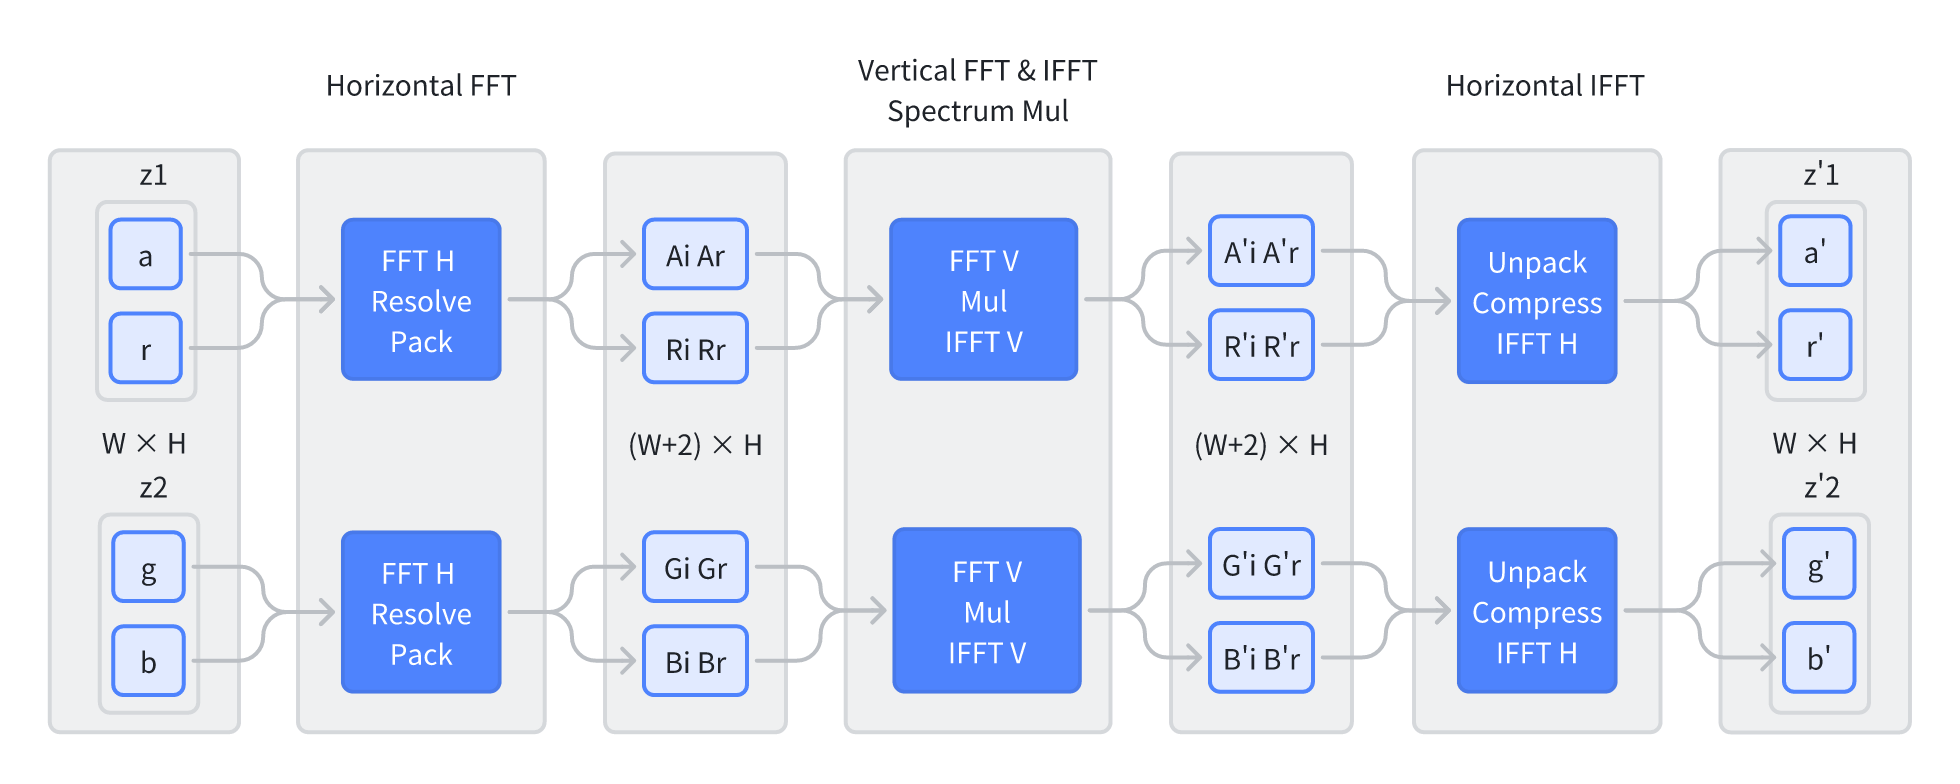 Horizontal FFT
Vertical FFT & IFFT
Spectrum Mul
Horizontal IFFT
z1
a
r
W × H
z2
g
b
FFT H
Resolve
Pack
FFT H
Resolve
Pack
Ai Ar
Ri Rr
(W+2) × H
Gi Gr
Bi Br
FFT V
Mul
IFFT V
FFT V
Mul
IFFT V
A'i A'r
R'i R'r
(W+2) × H
G'i G'r
B'i B'r
Unpack
Compress
IFFT H
Unpack
Compress
IFFT H
z'1
a'
r'
W × H
z'2
g'
b'